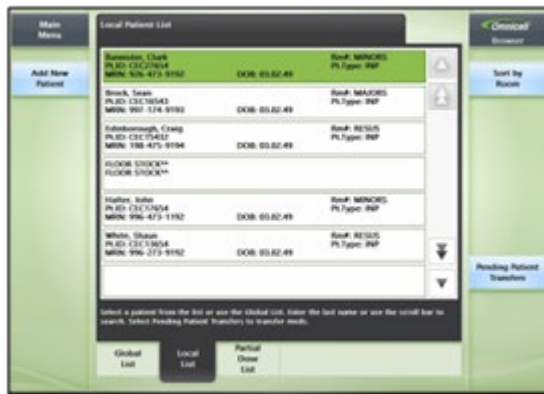 Main
Menu
Local Patient List
Omnicell
Browser
Add New
Patient
Sort by
Room
Bannister, Clark
PLID: CEC27654
MRN: 926-473-9192
DOB: 03.02.49
Rm#: MINORS
Pt.Type: INP
Brock, Sean
PLID: CEC16543
MRN: 997-174-9193
DOB: 03.02.49
Rm#: MAJORS
Pt.Type: INP
Edinborough, Craig
PLID: CEC15432
MRN: 198-475-9194
DOB: 03.02.49
Rm#: RESUS
Pt.Type: INP
FLOOR STOCK**
FLOOR STOCK**
John
PLID: CEC17654
MRN: 996-473-1192
DOB: 03.02.49
Rm#: MINORS
Pt.Type: INP
White, Shaun
PLID: CEC13654
MRN: 996-273-9192
DOB: 03.02.49
Rm#: RESUS
Pt.Type: INP
Pending Patient
Transfers
Select a patient from the list or use the Global List. Enter the last name or use the scroll bar to
search. Select Pending Patient Transfers to transfer meds.
Global
List
Local
List
Partial
Dose
List